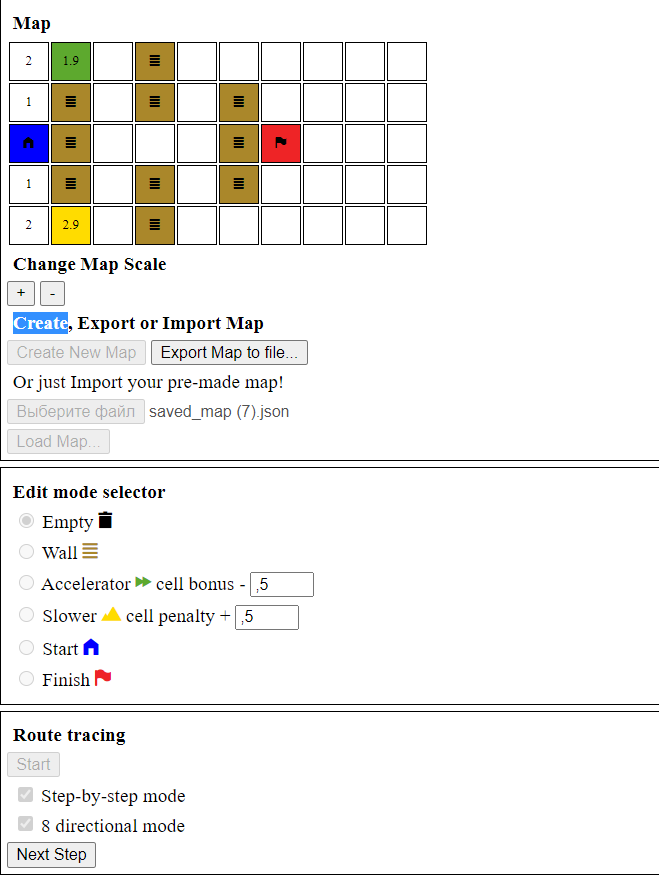 Map
2 1.9
1
1
2 2.9
Change Map Scale
+ -
Create, Export or Import Map
Create New Map Export Map to file...
Or just Import your pre-made map!
Выберите файл saved_map (7).json
Load Map...
Edit mode selector
Empty
Wall
Accelerator cell bonus - ,5
Slower cell penalty + ,5
Start
Finish
Route tracing
Start
Step-by-step mode
8 directional mode
Next Step